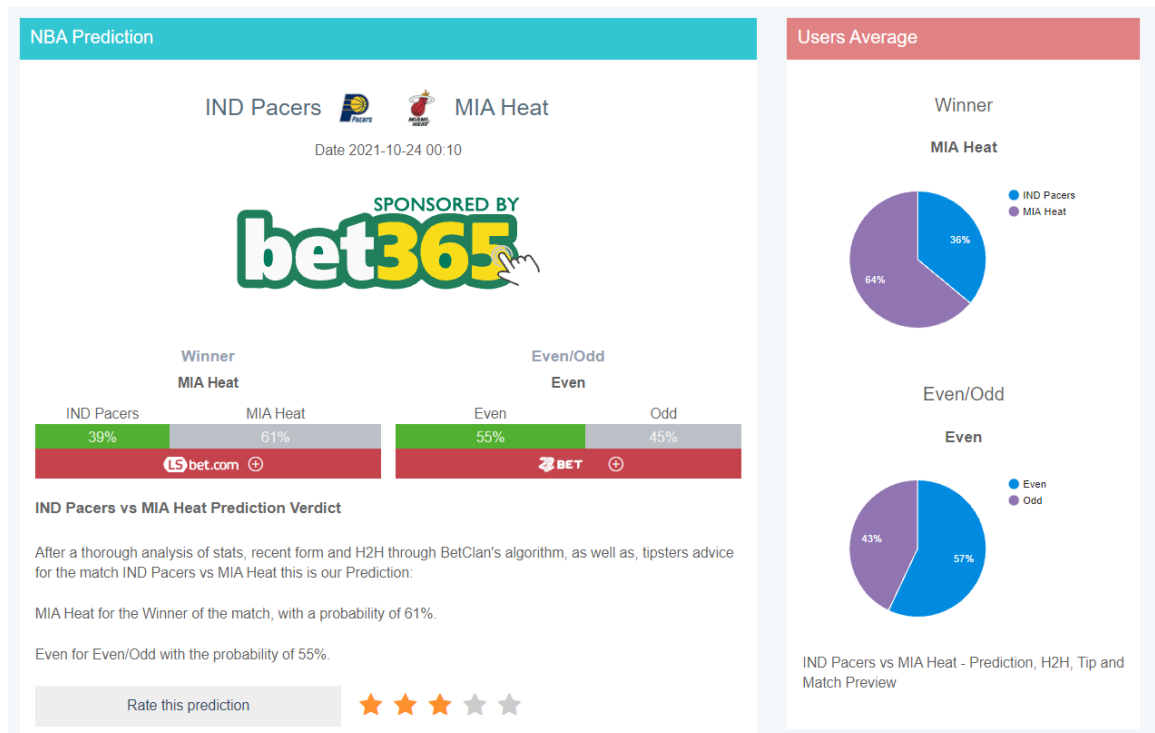 NBA Prediction
IND Pacers Pacers MIAMI HEAT MIA Heat
Date 2021-10-24 00:10
SPONSORED BY
bet365
Winner
MIA Heat
IND Pacers MIA Heat
39% 61%
LS bet.com
Even/Odd
Even
Even Odd
55% 45%
22 BET
IND Pacers vs MIA Heat Prediction Verdict
After a thorough analysis of stats, recent form and H2H through BetClan's algorithm, as well as, tipsters advice
for the match IND Pacers vs MIA Heat this is our Prediction:
MIA Heat for the Winner of the match, with a probability of 61%.
Even for Even/Odd with the probability of 55%.
Rate this prediction
Users Average
Winner
MIA Heat
IND Pacers
MIA Heat
36%
64%
Even/Odd
Even
Even
Odd
43%
57%
IND Pacers vs MIA Heat - Prediction, H2H, Tip and
Match Preview